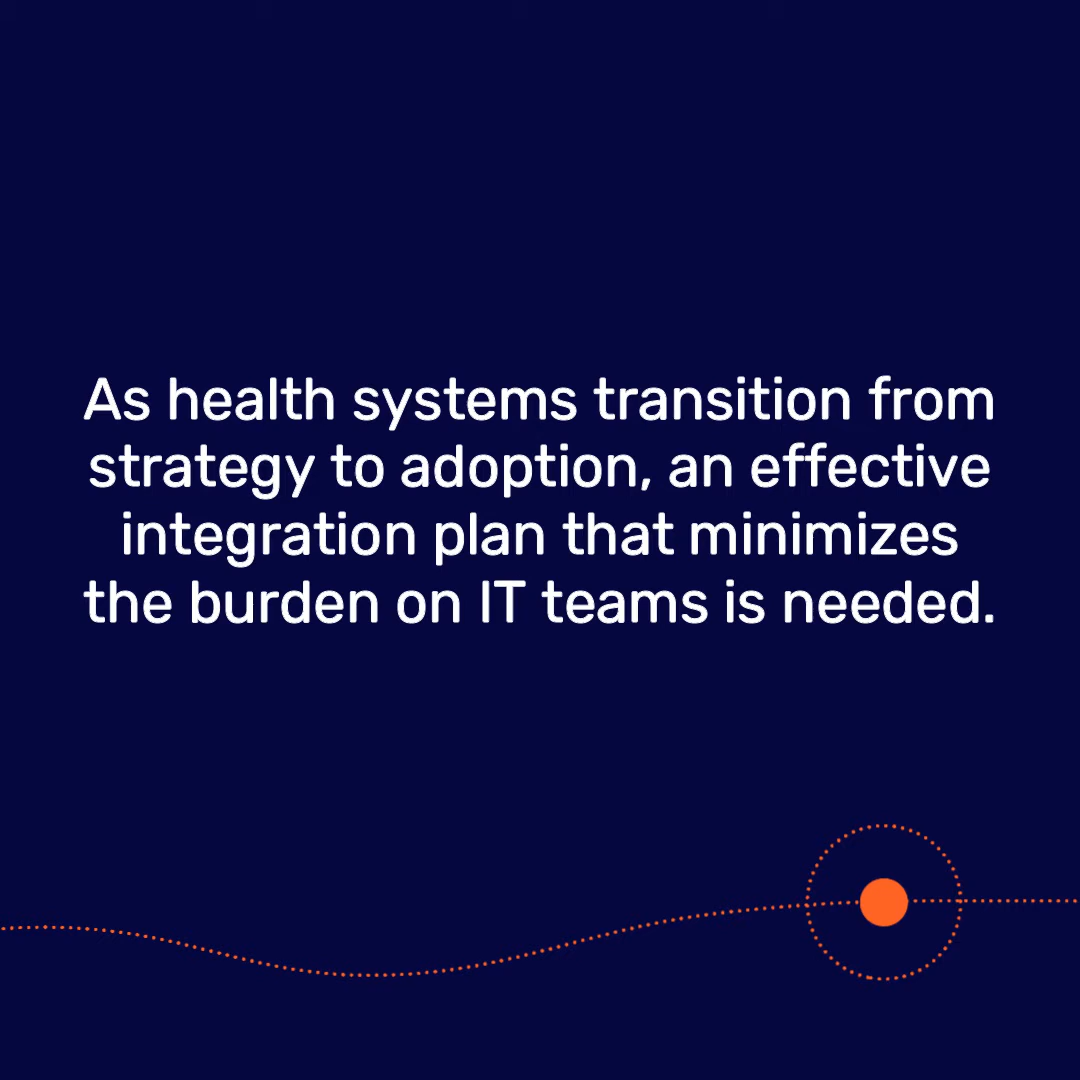 As health systems transition from
strategy to adoption, an effective
integration plan that minimizes
the burden on IT teams is needed.